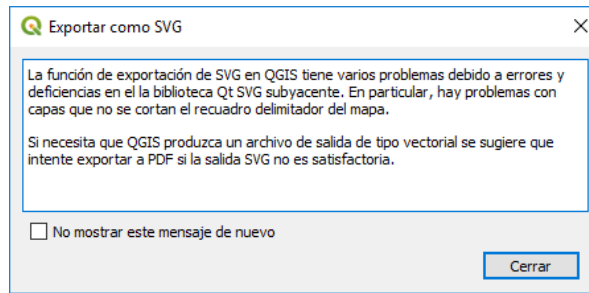 Exportar como SVG
La función de exportación de SVG en QGIS tiene varios problemas debido a errores y
deficiencias en el la biblioteca Qt SVG subyacente. En particular, hay problemas con
capas que no se cortan el recuadro delimitador del mapa.
Si necesita que QGIS produzca un archivo de salida de tipo vectorial se sugiere que
intente exportar a PDF si la salida SVG no es satisfactoria.
No mostrar este mensaje de nuevo
Cerrar